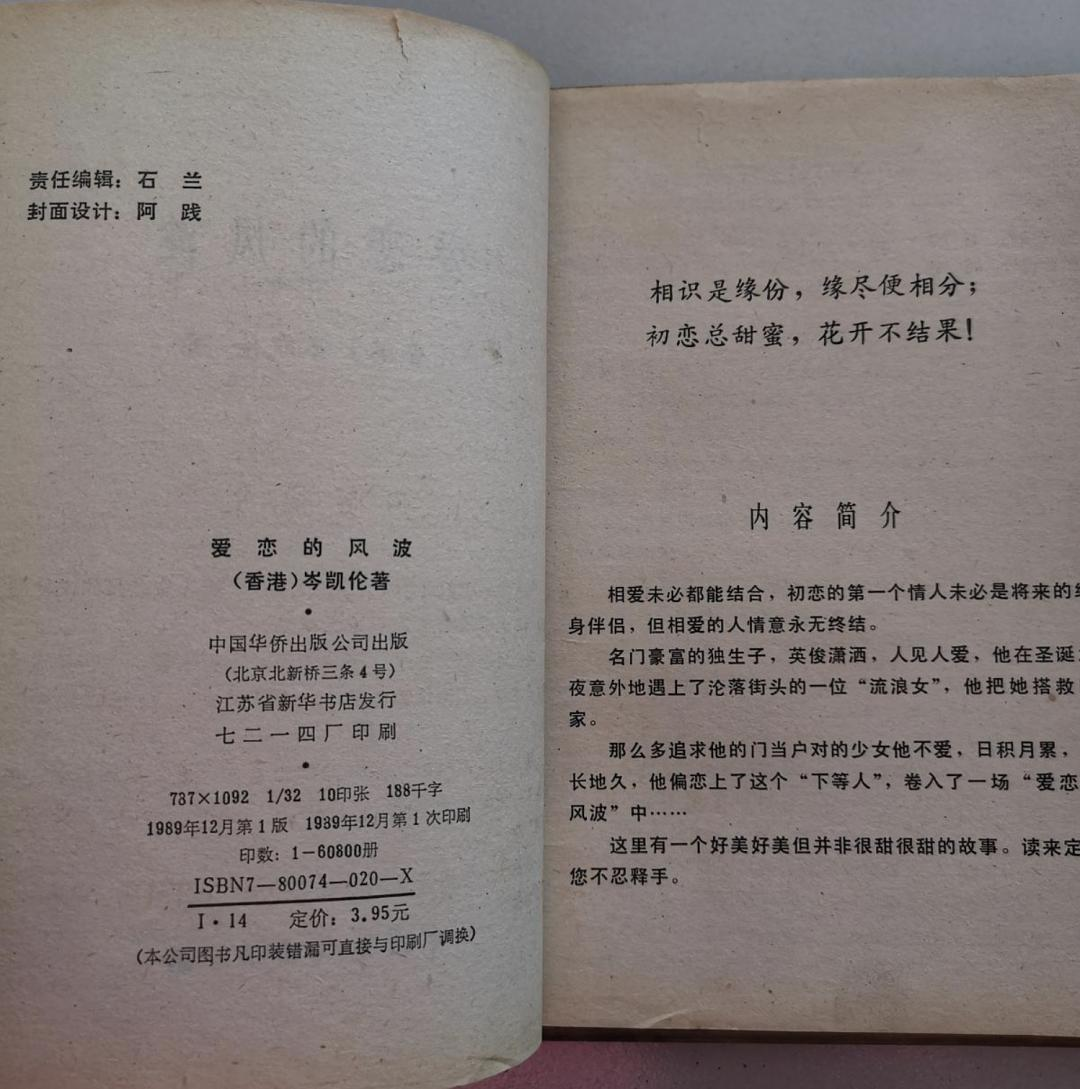 责任编辑：石 兰
封面设计：阿 践
爱恋的风波
（香港）岑凯伦著
•
中国华侨出版公司出版
（北京北新桥三条4号）
江苏省新华书店发行
七二一四厂印刷
•
787×1092 1/32 10印张 188千字
1989年12月第1版 1989年12月第1次印刷
印数：1—60800册
ISBN7—80074—020—X
I·14 定价：3.95元
（本公司图书凡印装错漏可直接与印刷厂调换）
相识是缘份，缘尽便相分；
初恋总甜蜜，花开不结果！
内容简介
相爱未必都能结合，初恋的第一个情人未必是将来的
身伴侣，但相爱的人情意永无终结。
名门豪富的独生子，英俊潇洒，人见人爱，他在圣诞
夜意外地遇上了沦落街头的一位“流浪女”，他把她搭救
家。
那么多追求他的门当户对的少女他不爱，日积月累，
长地久，他偏恋上了这个“下等人”，卷入了一场“爱恋
风波”中……
这里有一个好美好美但并非很甜很甜的故事。读来定
您不忍释手。